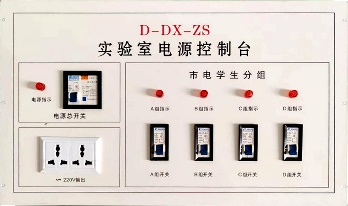 D-DX-ZS
实验室电源控制台
市电学生分组
电源指示
电源总开关
~ 220V输出
A组指示 B组指示 C组指示 D组指示
A组开关 B组开关 C组开关 D组开关